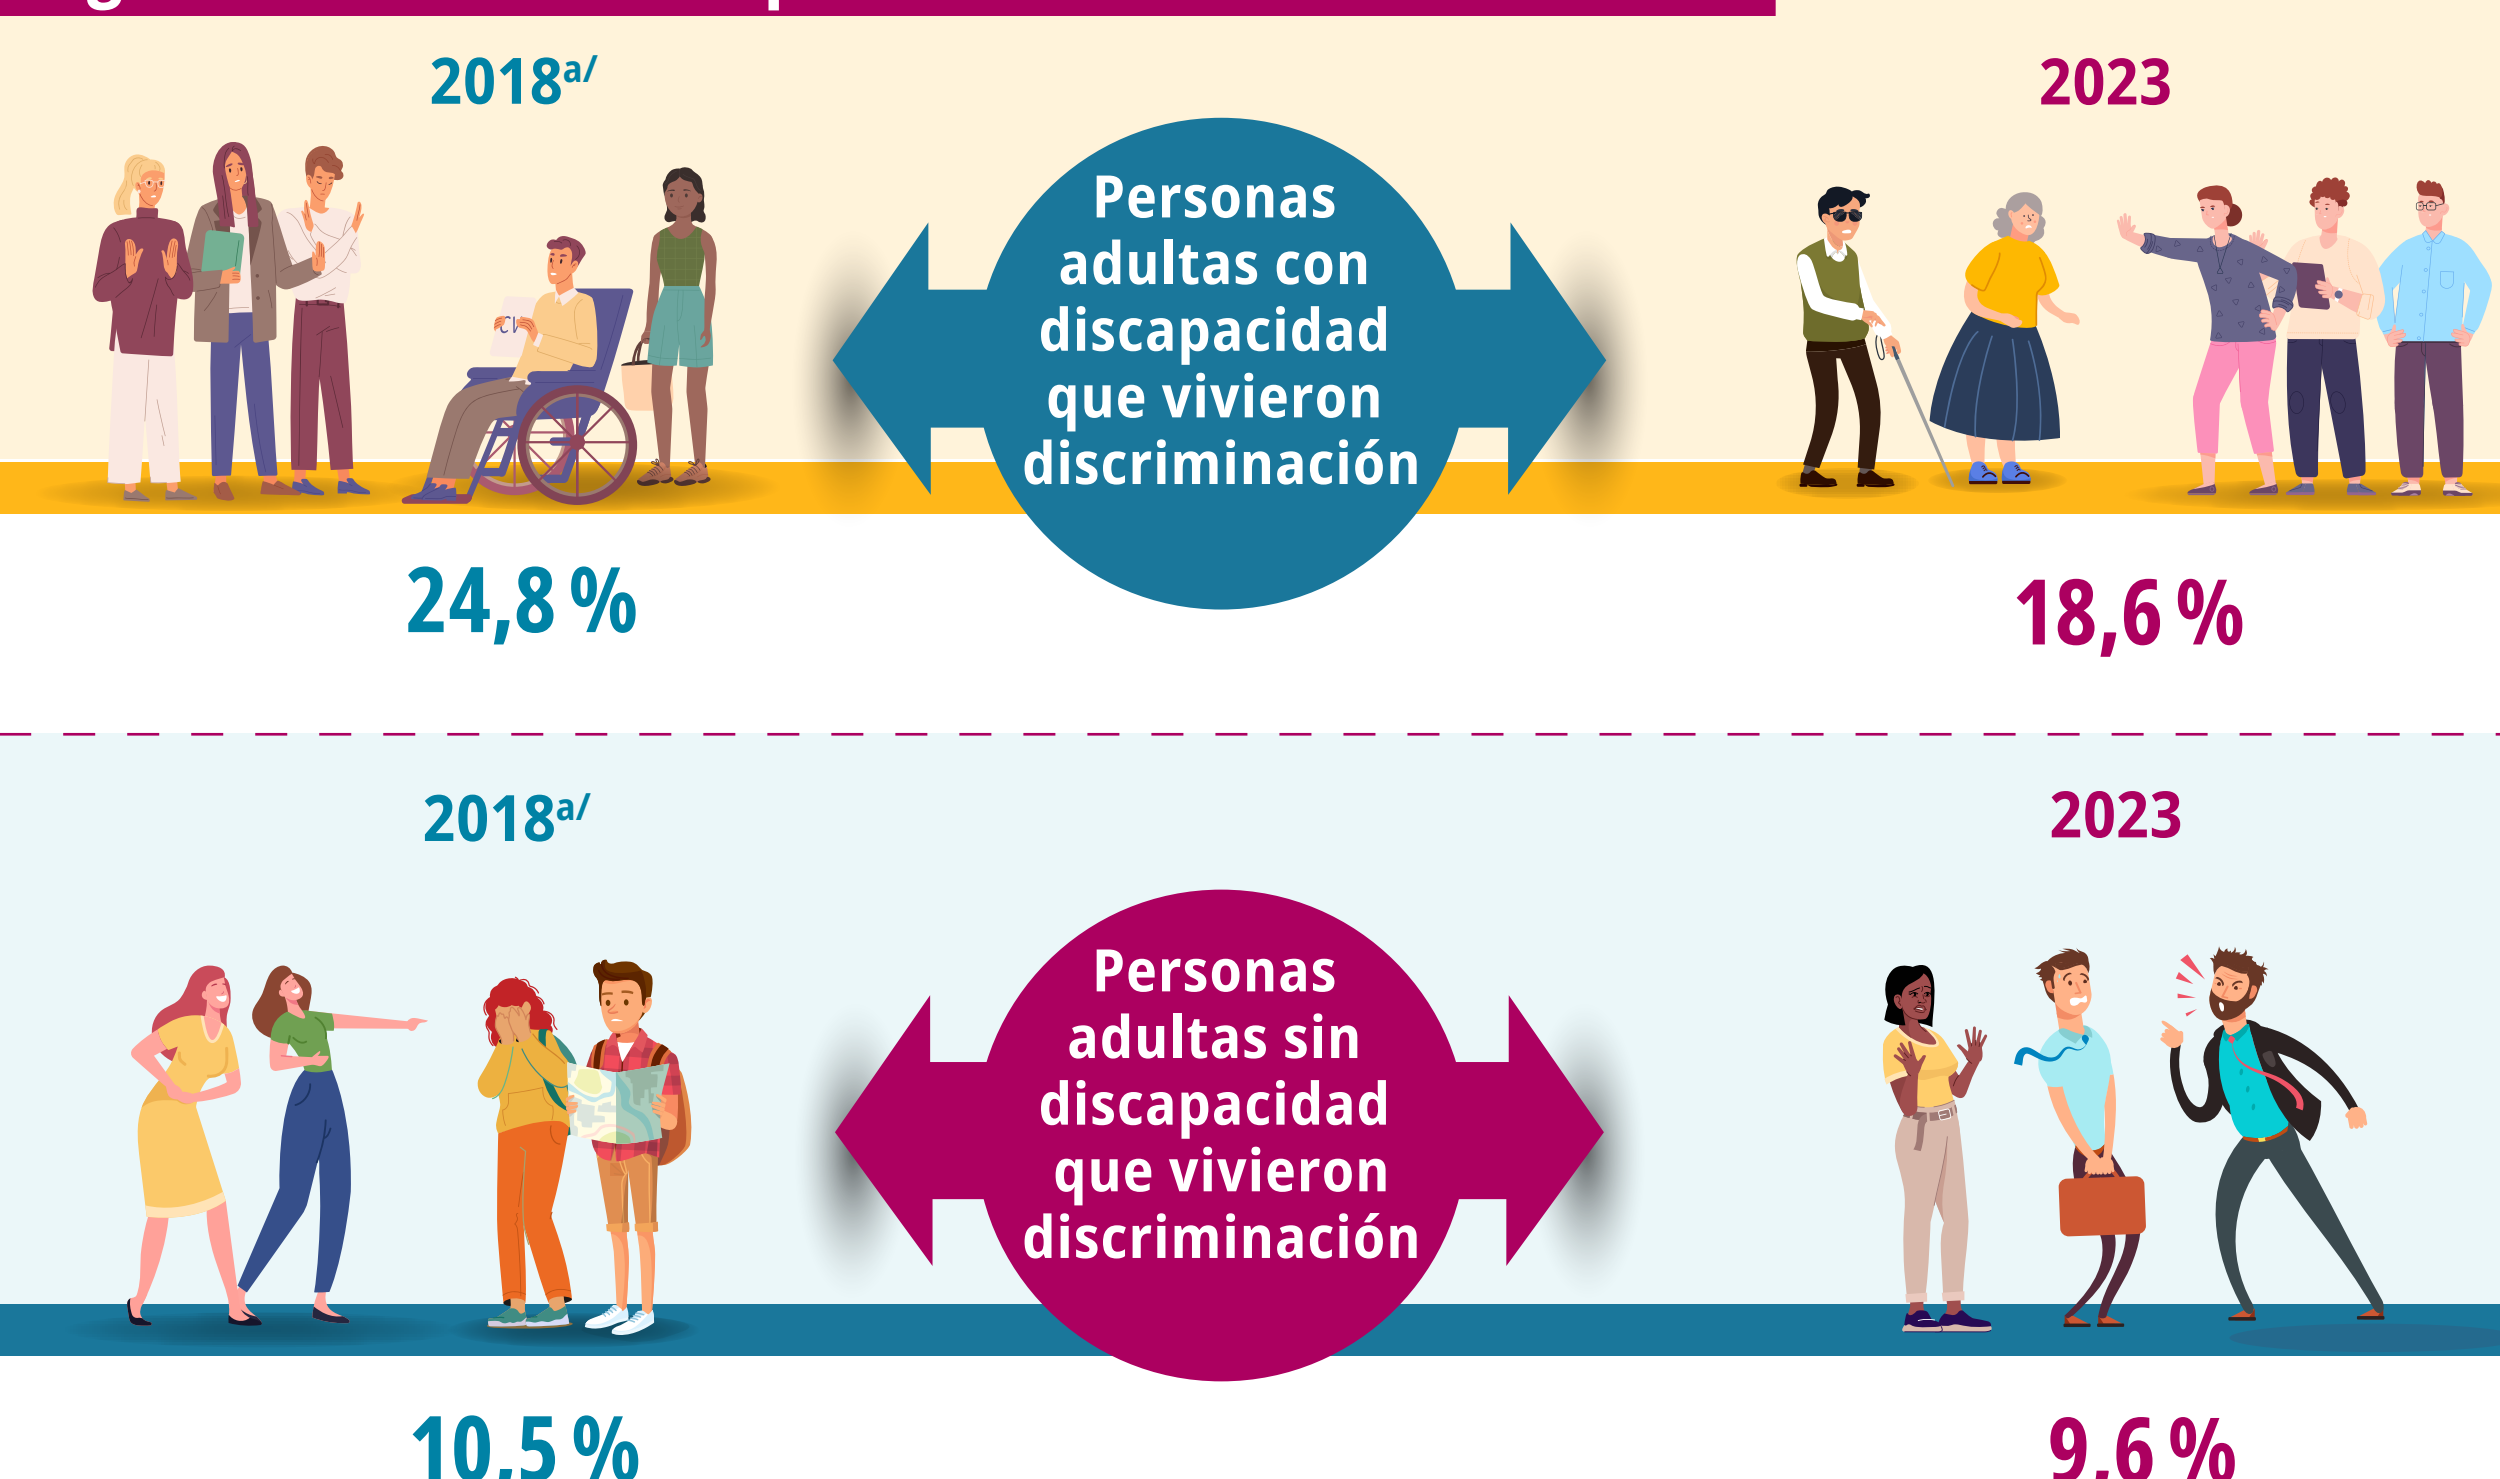 2018a/
2023
Personas
adultas con
discapacidad
que vivieron
discriminación
24,8 %
18,6 %
2018a/
2023
Personas
adultas sin
discapacidad
que vivieron
discriminación
10,5 %
9,6 %